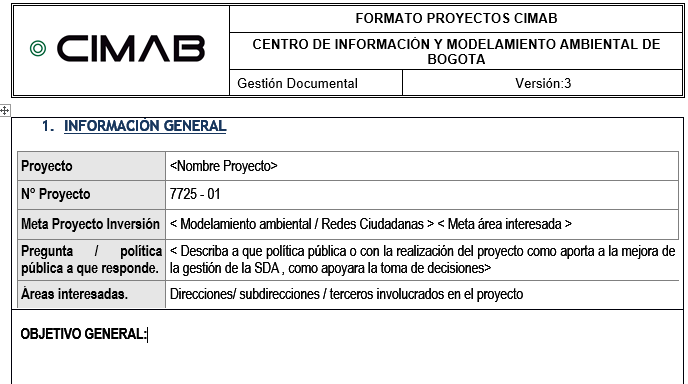 CIMAB
FORMATO PROYECTOS CIMAB
CENTRO DE INFORMACIÓN Y MODELAMIENTO AMBIENTAL DE
BOGOTA
Gestión Documental
Versión:3
1. INFORMACIÓN GENERAL
Proyecto
<Nombre Proyecto>
N° Proyecto
7725 - 01
Meta Proyecto Inversión
< Modelamiento ambiental / Redes Ciudadanas > < Meta área interesada >
Pregunta / política
pública a que responde.
< Describa a que política pública o con la realización del proyecto como aporta a la mejora de
la gestión de la SDA , como apoyara la toma de decisiones>
Áreas interesadas.
Direcciones/ subdirecciones / terceros involucrados en el proyecto
OBJETIVO GENERAL: